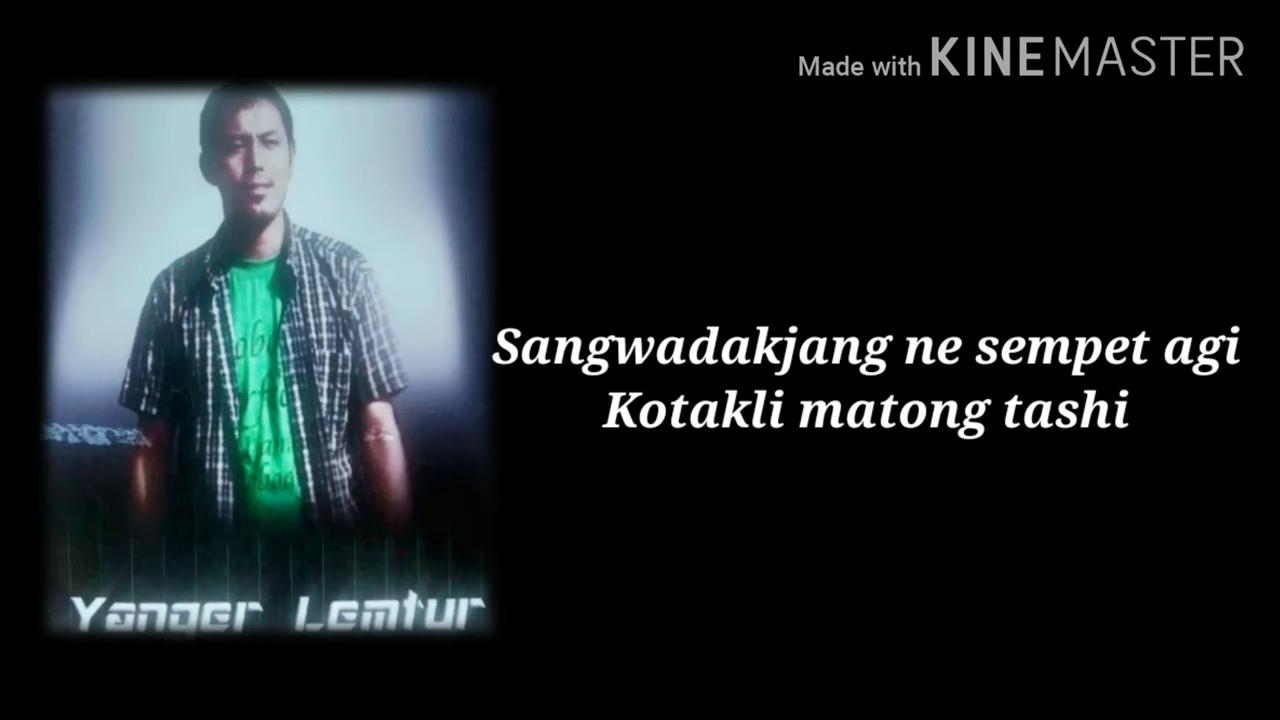 Made with KINEMASTER
Sangwadakjang ne sempet agi
Kotakli matong tashi
Yanger Lemtur